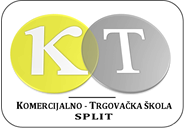 KT
KOMERCIJALNO - TRGOVAČKA ŠKOLA
SPLIT